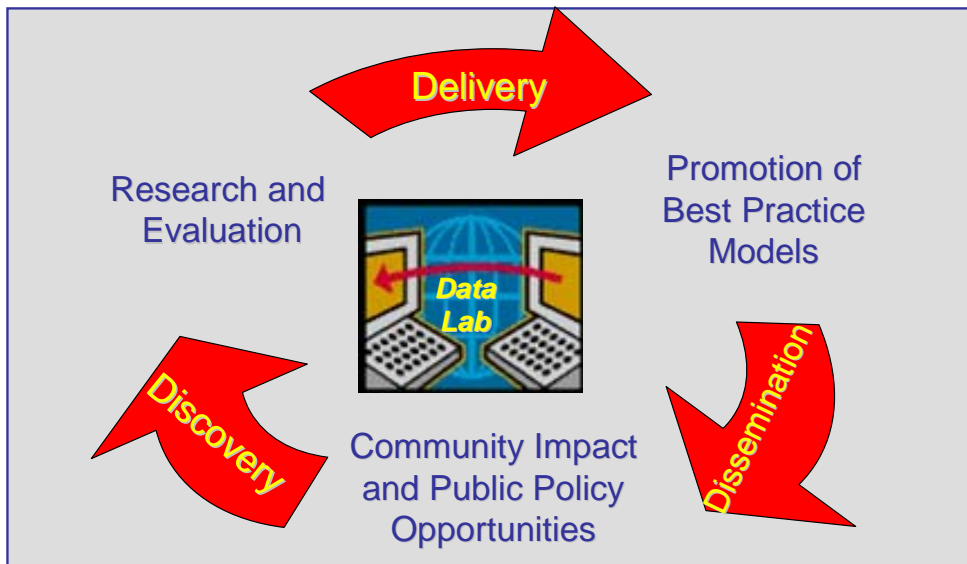 Delivery
Research and
Evaluation
Promotion of
Best Practice
Models
Data
Lab
Dissemination
Discovery
Community Impact
and Public Policy
Opportunities